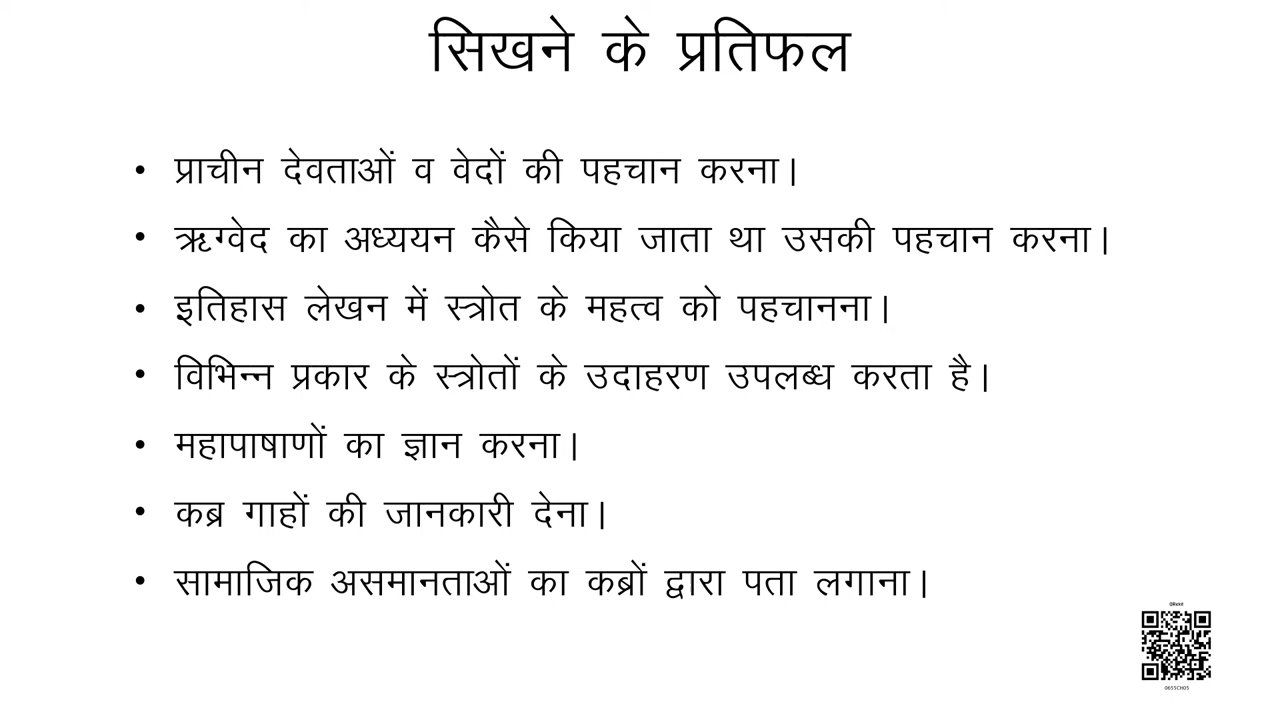 सिखने के प्रतिफल
• प्राचीन देवताओं व वेदों की पहचान करना।
• ऋग्वेद का अध्ययन कैसे किया जाता था उसकी पहचान करना।
• इतिहास लेखन में स्त्रोत के महत्व को पहचानना।
• विभिन्न प्रकार के स्त्रोतों के उदाहरण उपलब्ध करता है।
• महापाषाणों का ज्ञान करना।
• कब्र गाहों की जानकारी देना।
• सामाजिक असमानताओं का कब्रों द्वारा पता लगाना।
0655CH05